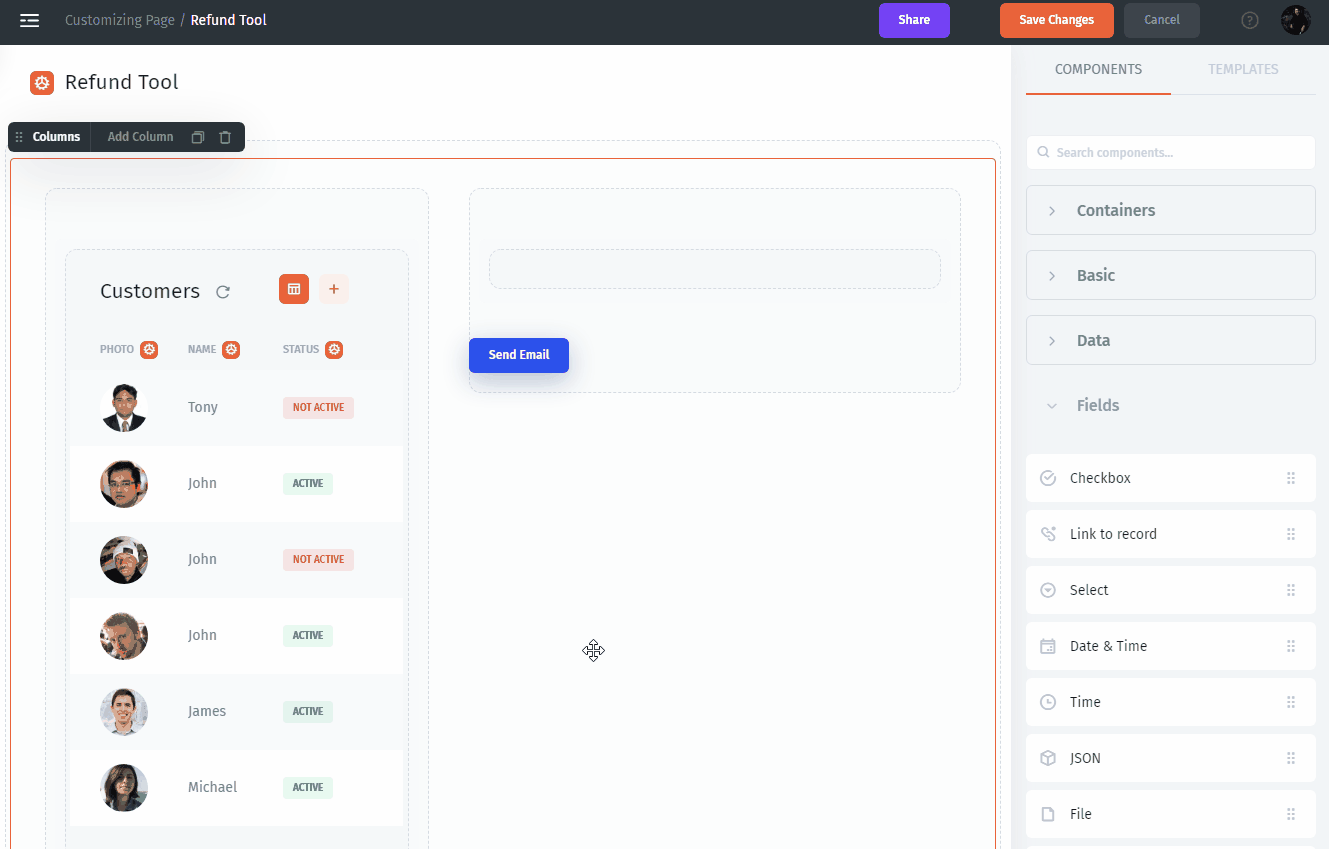 Customizing Page / Refund Tool
Share
Save Changes
Cancel
?
Refund Tool
Columns
Add Column
Customers
+
PHOTO NAME STATUS
Tony NOT ACTIVE
John ACTIVE
John NOT ACTIVE
John ACTIVE
James ACTIVE
Michael ACTIVE
Send Email
COMPONENTS TEMPLATES
Search components...
Containers
Basic
Data
Fields
Checkbox
Link to record
Select
Date & Time
Time
JSON
File